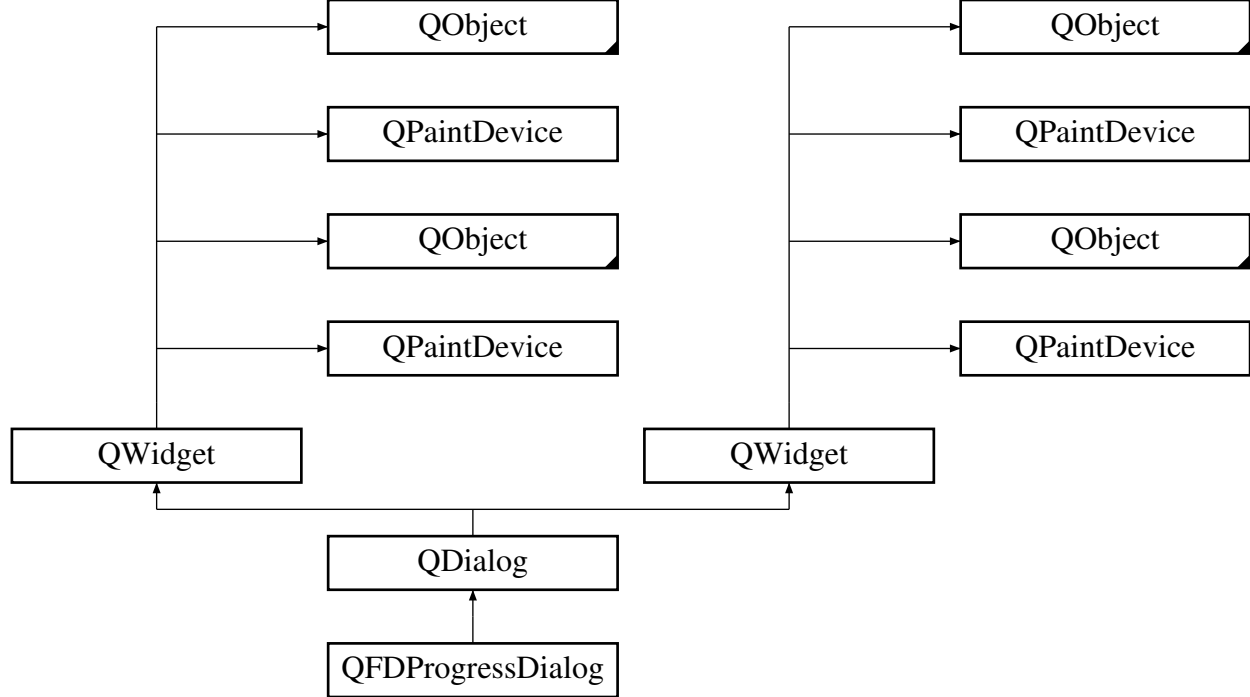 QObject
QObject
QPaintDevice
QPaintDevice
QObject
QObject
QPaintDevice
QPaintDevice
QWidget
QWidget
QDialog
QFDProgressDialog